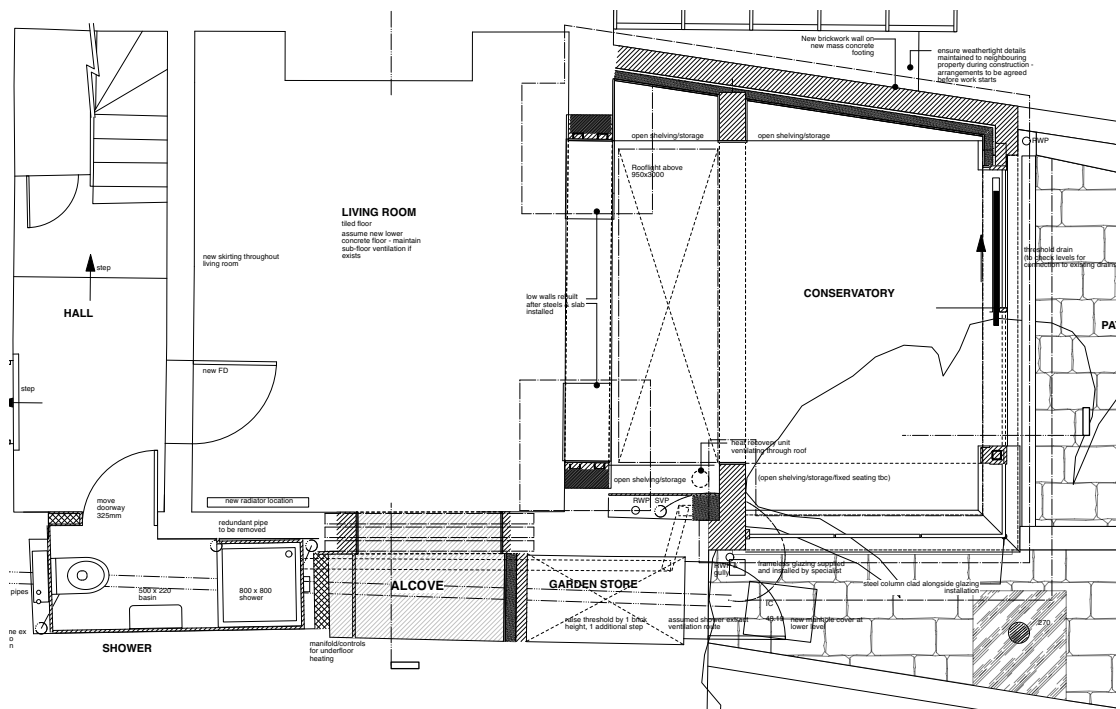 New brickwork wall on
new mass concrete
footing
ensure weathertight details
maintained to neighbouring
property during construction -
arrangements to be agreed
before work starts
open shelving/storage
open shelving/storage
RWP
Rooflight above
950x3000
LIVING ROOM
tiled floor
assume new lower
concrete floor - maintain
sub-floor ventilation if
exists
new skirting throughout
living room
step
HALL
threshold drain
(to check levels for
connection to existing drains
CONSERVATORY
low walls rebuilt
after steels & slab
installed
PA
new FD
step
heat recovery unit
ventilating through roof
open shelving/storage
(open shelving/storage/fixed seating tbc)
move
doorway
325mm
new radiator location
RWP
SVP
redundant pipe
to be removed
RWP
gully
frameless glazing supplied
and installed by specialist
steel column clad alongside glazing
installation
pipes
500 x 220
basin
800 x 800
shower
ALCOVE
GARDEN STORE
IC
raise threshold by 1 brick
height, 1 additional step
assumed shower extract
ventilation route
new manhole cover at
lower level
270
ne ex
o
n
SHOWER
manifold/controls
for underfloor
heating